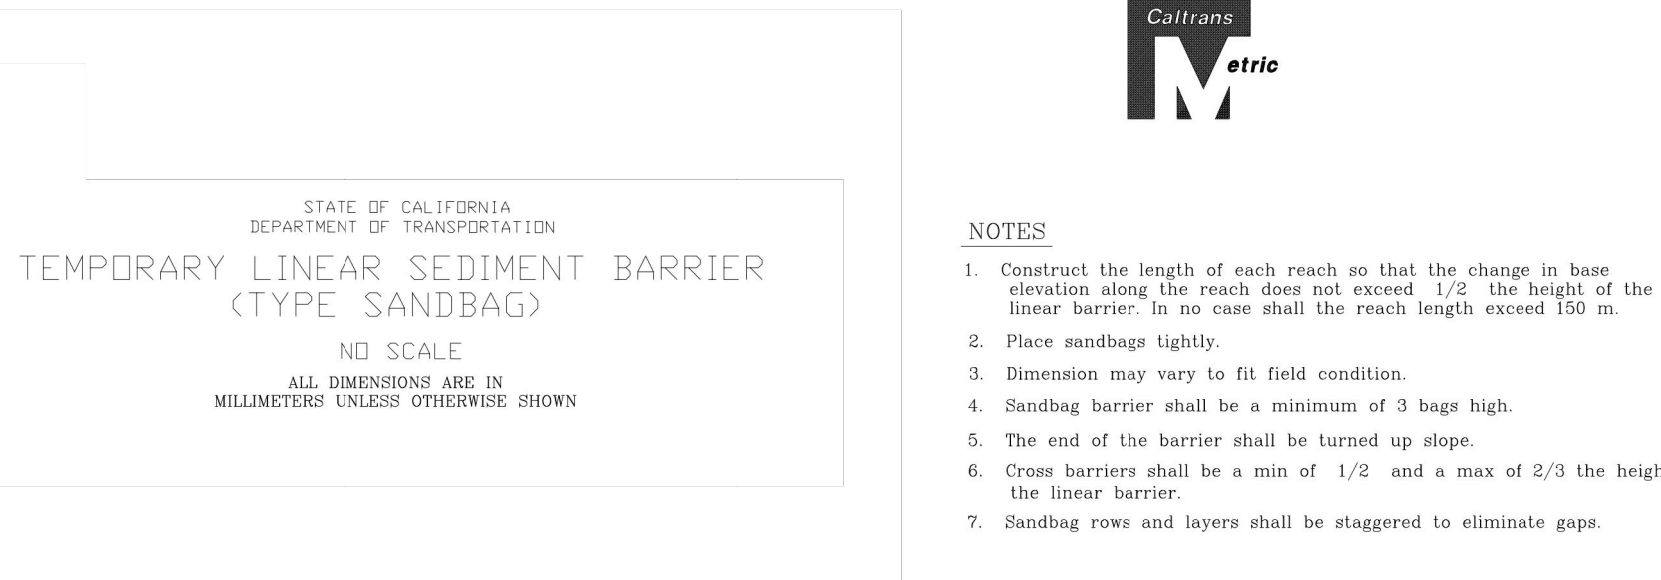 STATE OF CALIFORNIA
DEPARTMENT OF TRANSPORTATION
TEMPORARY LINEAR SEDIMENT BARRIER
(TYPE SANDBAG)
NO SCALE
ALL DIMENSIONS ARE IN
MILLIMETERS UNLESS OTHERWISE SHOWN
Caltrans
Metric
NOTES
1. Construct the length of each reach so that the change in base
elevation along the reach does not exceed 1/2 the height of the
linear barrier. In no case shall the reach length exceed 150 m.
2. Place sandbags tightly.
3. Dimension may vary to fit field condition.
4. Sandbag barrier shall be a minimum of 3 bags high.
5. The end of the barrier shall be turned up slope.
6. Cross barriers shall be a min of 1/2 and a max of 2/3 the heigh
the linear barrier.
7. Sandbag rows and layers shall be staggered to eliminate gaps.